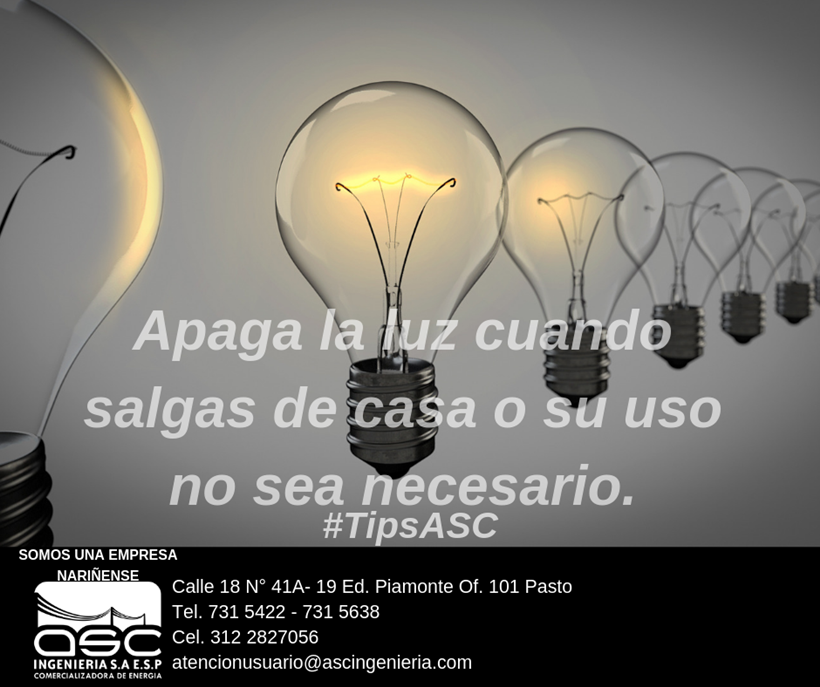 Apaga la luz cuando
salgas de casa o su uso
no sea necesario.
#TipsASC
SOMOS UNA EMPRESA
NARIÑENSE
asc
INGENIERIA S.A E.S.P
COMERCIALIZADORA DE ENERGIA
Calle 18 N° 41A- 19 Ed. Piamonte Of. 101 Pasto
Tel. 731 5422 - 731 5638
Cel. 312 2827056
atencionusuario@ascingenieria.com